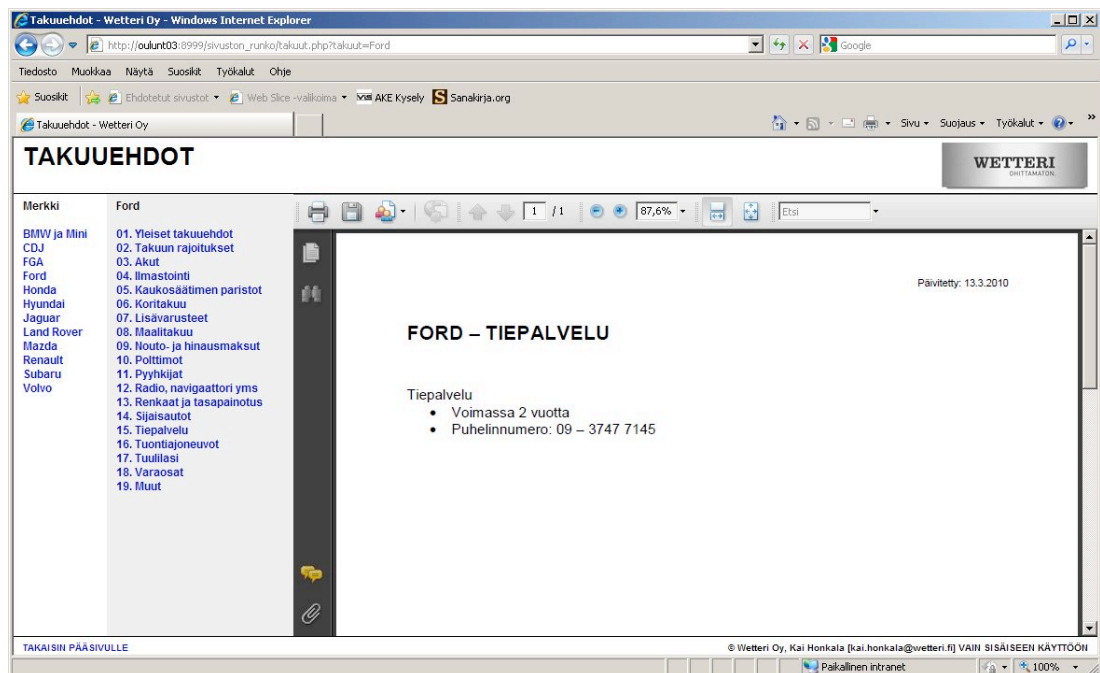 Takuuehdot - Wetteri Oy - Windows Internet Explorer
http://oulunt03:8999/sivuston_runko/takuut.php?takuut=Ford
Google
Tiedosto Muokkaa Näytä Suosikit Työkalut Ohje
Suosikit Ehdotetut sivustot Web Slice -valikoima AKE Kysely Sanakirja.org
Takuuehdot - Wetteri Oy
Sivu Suojaus Työkalut
TAKUUEHDOT
WETTERI
OHITTAMATON.
Merkki
BMW ja Mini
CDJ
FGA
Ford
Honda
Hyundai
Jaguar
Land Rover
Mazda
Renault
Subaru
Volvo
Ford
01. Yleiset takuuehdot
02. Takuun rajoitukset
03. Akut
04. Ilmastointi
05. Kaukosäätimen paristot
06. Koritakuu
07. Lisävarusteet
08. Maalitakuu
09. Nouto- ja hinausmaksut
10. Polttimot
11. Pyyhkijat
12. Radio, navigaattori yms
13. Renkaat ja tasapainotus
14. Sijaisautot
15. Tiepalvelu
16. Tuontiajoneuvot
17. Tuulilasi
18. Varaosat
19. Muut
1 /1 87,6% Etsi
Päivitetty: 13.3.2010
FORD – TIEPALVELU
Tiepalvelu
• Voimassa 2 vuotta
• Puhelinnumero: 09 – 3747 7145
TAKAISIN PÄÄSIVULLE
© Wetteri Oy, Kai Honkala [kai.honkala@wetteri.fi] VAIN SISÄISEEN KÄYTTÖÖN
Paikallinen intranet 100%